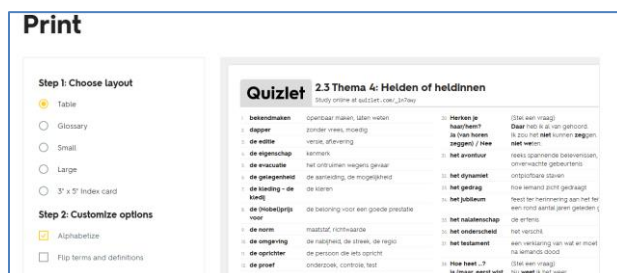 Print
Step 1: Choose layout
Table
Glossary
Small
Large
3" x 5" Index card
Step 2: Customize options
Alphabetize
Flip terms and definitions
Quizlet
2.3 Thema 4: Helden of heldinnen
Study online at quizlet.com/_1n7owy
bekendmaken openbaar maken, laten weten
dapper zonder vrees, moedig
de editie versie, aflevering
de eigenschap kenmerk
de evacuatie het ontruimen wegens gevaar
de gelegenheid de aanleiding, de mogelijkheid
de kleding – de kledij de kleren
de (Nobel)prijs voor de beloning voor een goede prestatie
de norm maatstaf, richtwaarde
de omgeving de nabijheid, de streek, de regio
de oprichter de persoon die iets opricht
de proef onderzoek, controle, test
Herken je (Stel een vraag)
haar/hem? Daar heb ik al van gehoord.
Ja (van horen Ik zou het niet kunnen zeggen.
zeggen) / Nee niet weten.
het avontuur reeks spannende belevenissen,
onverwachte gebeurtenis
het dynamiet ontplofbare staven
het gedrag hoe iemand zicht gedraagt
het jubileum feest ter herinnering aan het
een rond aantal jaren geleden
het nalatenschap de erfenis
het onderscheid het verschil
het testament een verklaring van wat er moet
na iemands dood
Hoe heet ..? (Stel een vraag)